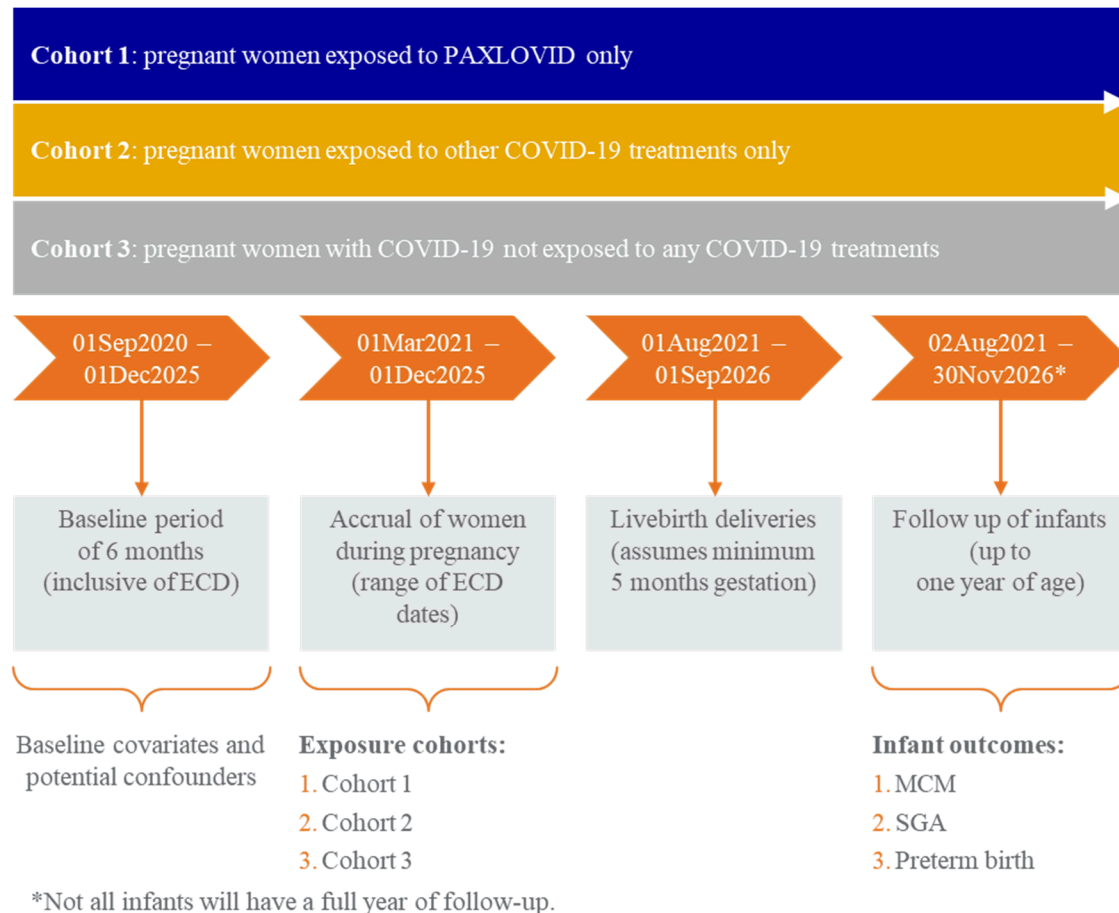 Cohort 1: pregnant women exposed to PAXLOVID only
Cohort 2: pregnant women exposed to other COVID-19 treatments only
Cohort 3: pregnant women with COVID-19 not exposed to any COVID-19 treatments
01Sep2020 –
01Dec2025
01Mar2021 –
01Dec2025
01Aug2021 –
01Sep2026
02Aug2021 –
30Nov2026*
Baseline period
of 6 months
(inclusive of ECD)
Accrual of women
during pregnancy
(range of ECD
dates)
Livebirth deliveries
(assumes minimum
5 months gestation)
Follow up of infants
(up to
one year of age)
Baseline covariates and
potential confounders
Exposure cohorts:
1. Cohort 1
2. Cohort 2
3. Cohort 3
Infant outcomes:
1. MCM
2. SGA
3. Preterm birth
*Not all infants will have a full year of follow-up.